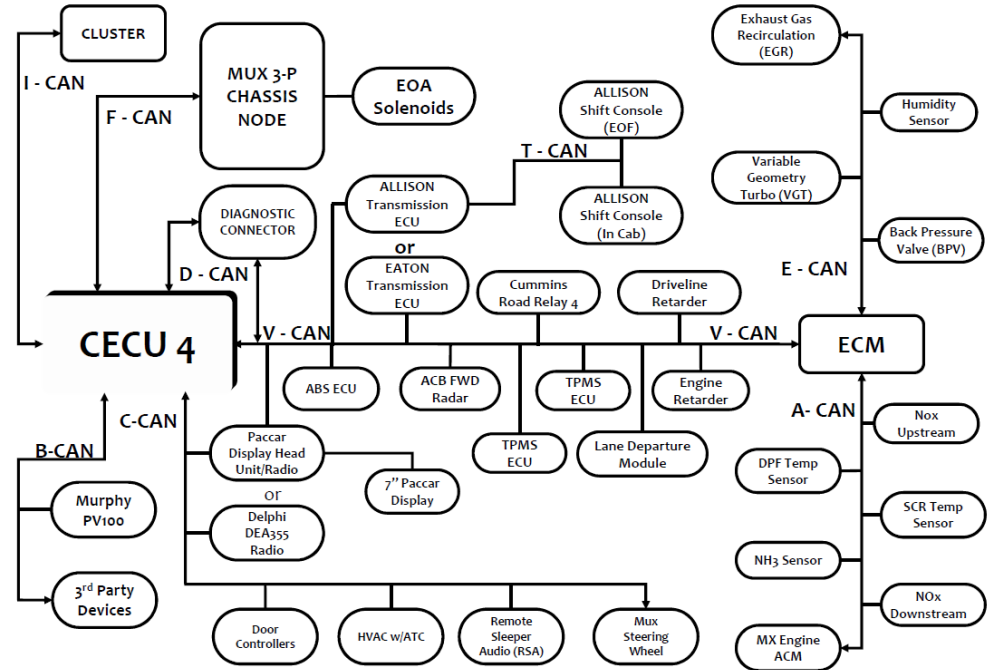 CLUSTER
I - CAN
MUX 3-P
CHASSIS
NODE
F - CAN
EOA
Solenoids
ALLISON
Shift Console
(EOF)
T - CAN
ALLISON
Shift Console
(In Cab)
Exhaust Gas
Recirculation
(EGR)
Humidity
Sensor
Variable
Geometry
Turbo (VGT)
Back Pressure
Valve (BPV)
E - CAN
DIAGNOSTIC
CONNECTOR
D - CAN
ALLISON
Transmission
ECU
or
EATON
Transmission
ECU
Cummins
Road Relay 4
Driveline
Retarder
CECU 4
V - CAN
V - CAN
ECM
ABS ECU
ACB FWD
Radar
TPMS
ECU
TPMS
ECU
Lane Departure
Module
Engine
Retarder
A- CAN
Nox
Upstream
DPF Temp
Sensor
SCR Temp
Sensor
NH3 Sensor
NOx
Downstream
MX Engine
ACM
C-CAN
B-CAN
Murphy
PV100
3rd Party
Devices
Paccar
Display Head
Unit/Radio
or
Delphi
DEA355
Radio
7” Paccar
Display
Door
Controllers
HVAC w/ATC
Remote
Sleeper
Audio (RSA)
Mux
Steering
Wheel